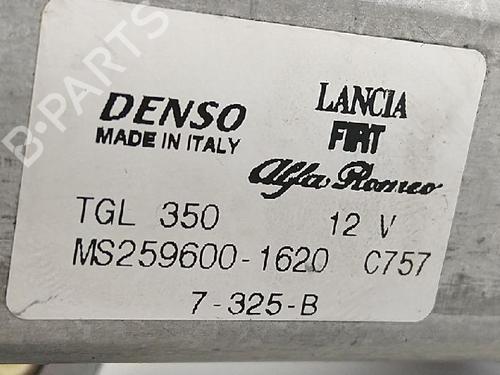 DENSO
MADE IN ITALY
LANCIA
FIAT
Alfa Romeo
TGL 350 12 V
MS259600-1620 C757
7-325-B
B-PARTS